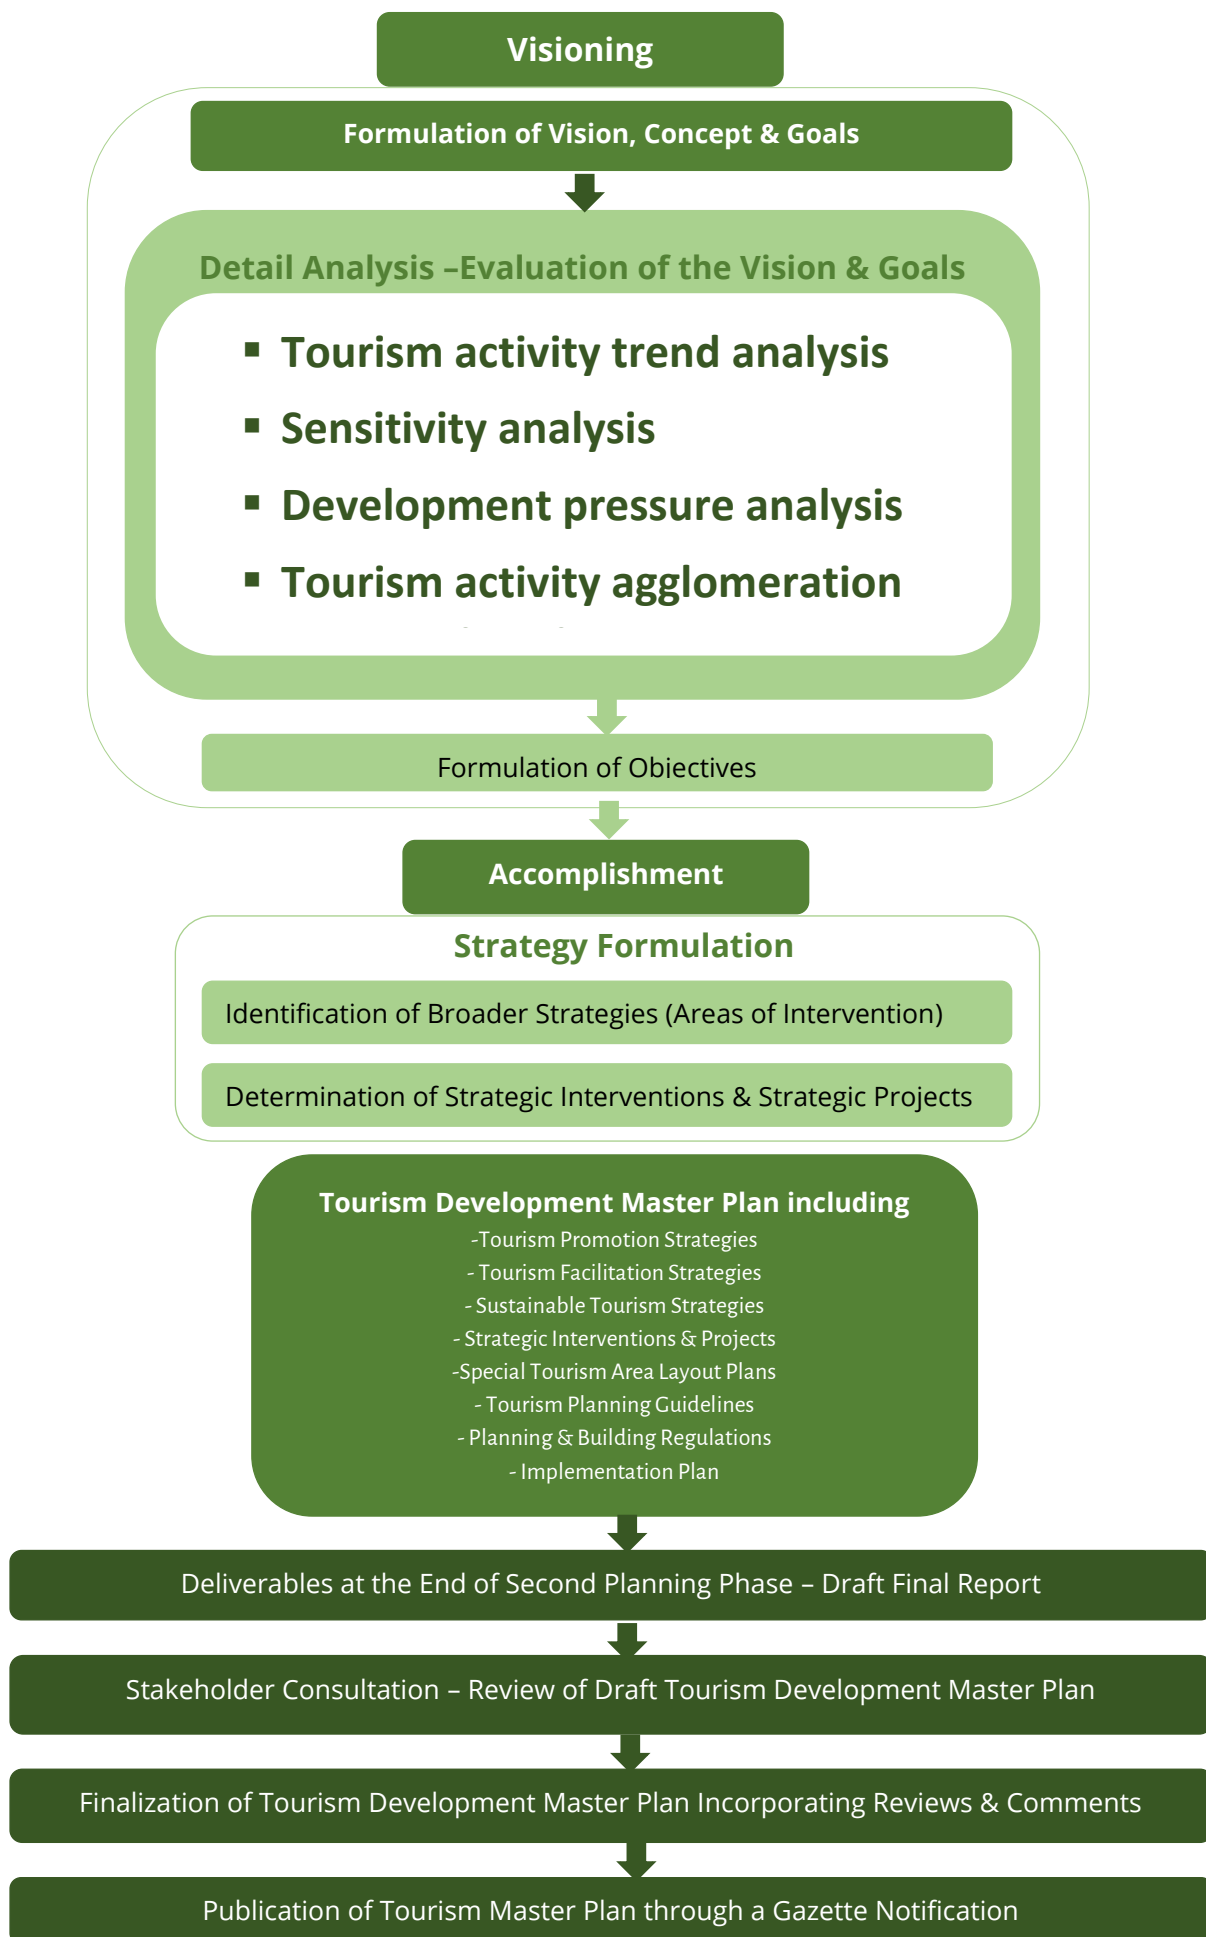 Visioning
Formulation of Vision, Concept & Goals
Detail Analysis –Evaluation of the Vision & Goals
▪ Tourism activity trend analysis
▪ Sensitivity analysis
▪ Development pressure analysis
▪ Tourism activity agglomeration
Formulation of Objectives
Accomplishment
Strategy Formulation
Identification of Broader Strategies (Areas of Intervention)
Determination of Strategic Interventions & Strategic Projects
Tourism Development Master Plan including
-Tourism Promotion Strategies
- Tourism Facilitation Strategies
- Sustainable Tourism Strategies
- Strategic Interventions & Projects
-Special Tourism Area Layout Plans
- Tourism Planning Guidelines
- Planning & Building Regulations
- Implementation Plan
Deliverables at the End of Second Planning Phase – Draft Final Report
Stakeholder Consultation – Review of Draft Tourism Development Master Plan
Finalization of Tourism Development Master Plan Incorporating Reviews & Comments
Publication of Tourism Master Plan through a Gazette Notification